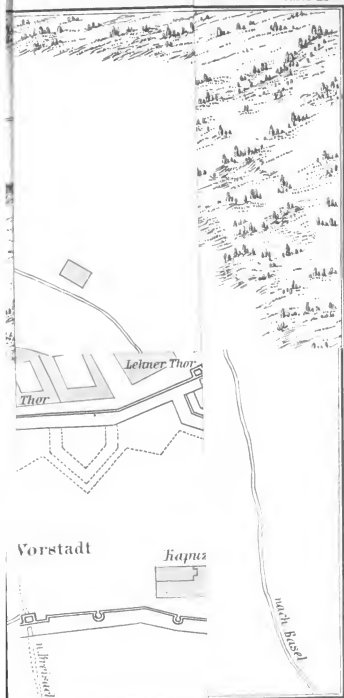 Lehner Thor
Thor
Vorstadt
Kapuz
nach Basel